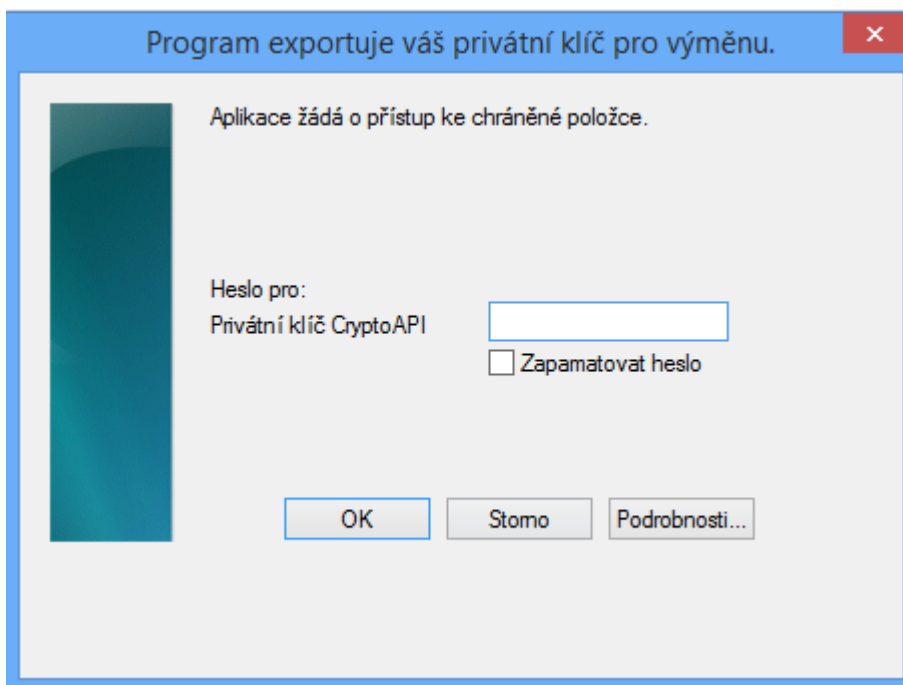 Program exportuje váš privátní klíč pro výměnu.
Aplikace žádá o přístup ke chráněné položce.
Heslo pro:
Privátní klíč CryptoAPI
Zapamatovat heslo
OK Storno Podrobnosti...